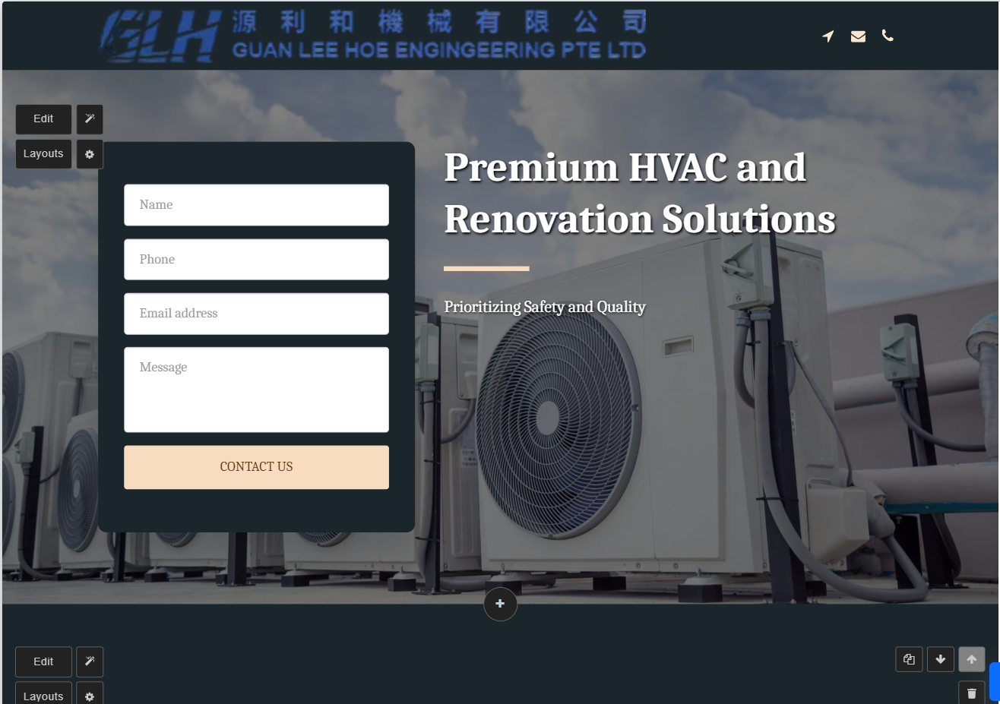 GLH
源利和機械有限公司
GUAN LEE HOE ENGINGEERING PTE LTD
Edit
Layouts
Name
Phone
Email address
Message
CONTACT US
Premium HVAC and
Renovation Solutions
Prioritizing Safety and Quality
Edit
Layouts